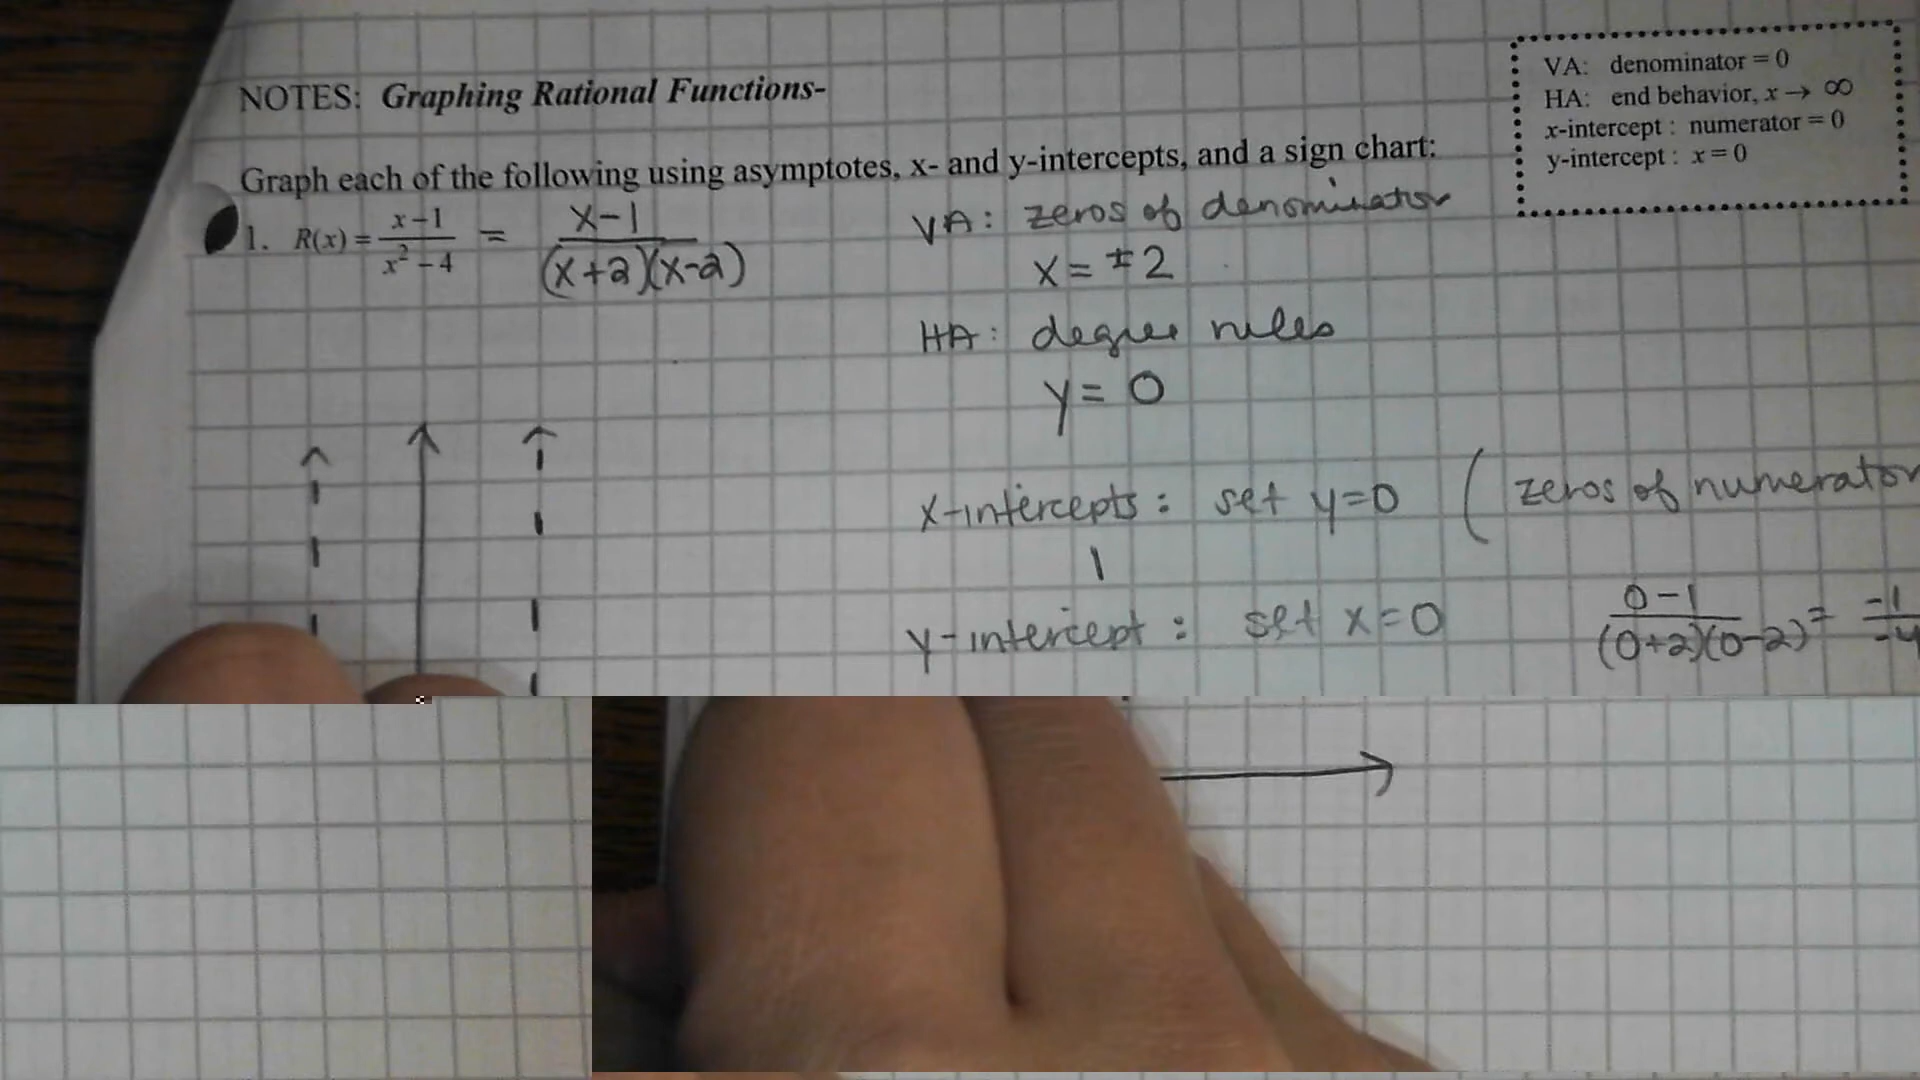 NOTES: Graphing Rational Functions-
VA: denominator = 0
HA: end behavior, x → ∞
x-intercept : numerator = 0
y-intercept : x = 0
Graph each of the following using asymptotes, x- and y-intercepts, and a sign chart:
1. R(x) = (x-1)/(x²-4) = (x-1)/((x+2)(x-2))
VA: zeros of denominator
x = ±2
HA: degree rules
y = 0
x-intercepts: set y=0 (zeros of numerator
1
y-intercept: set x=0 (0-1)/((0+2)(0-2)) = -1/-4